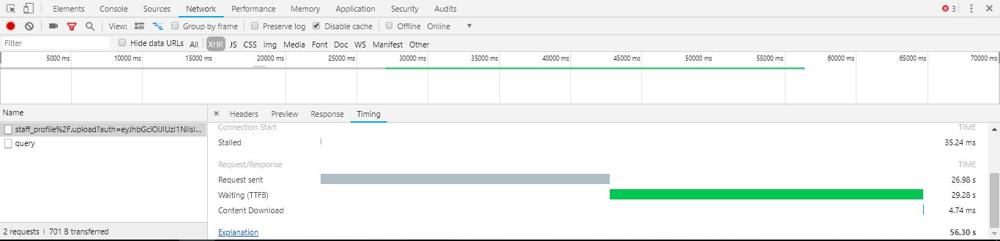 Elements Console Sources Network Performance Memory Application Security Audits 3
View: Group by frame Preserve log Disable cache Offline Online
Filter Hide data URLs All XHR JS CSS Img Media Font Doc WS Manifest Other
5000 ms 10000 ms 15000 ms 20000 ms 25000 ms 30000 ms 35000 ms 40000 ms 45000 ms 50000 ms 55000 ms 60000 ms 65000 ms 70000 ms
Name
staff_profile%2F.upload?auth=eyJhbGciOiJIUzI1NiIsI...
query
2 requests | 701 B transferred
Headers Preview Response Timing
Connection Start TIME
Stalled 35.24 ms
Request/Response TIME
Request sent 26.98 s
Waiting (TTFB) 29.28 s
Content Download 4.74 ms
Explanation 56.30 s